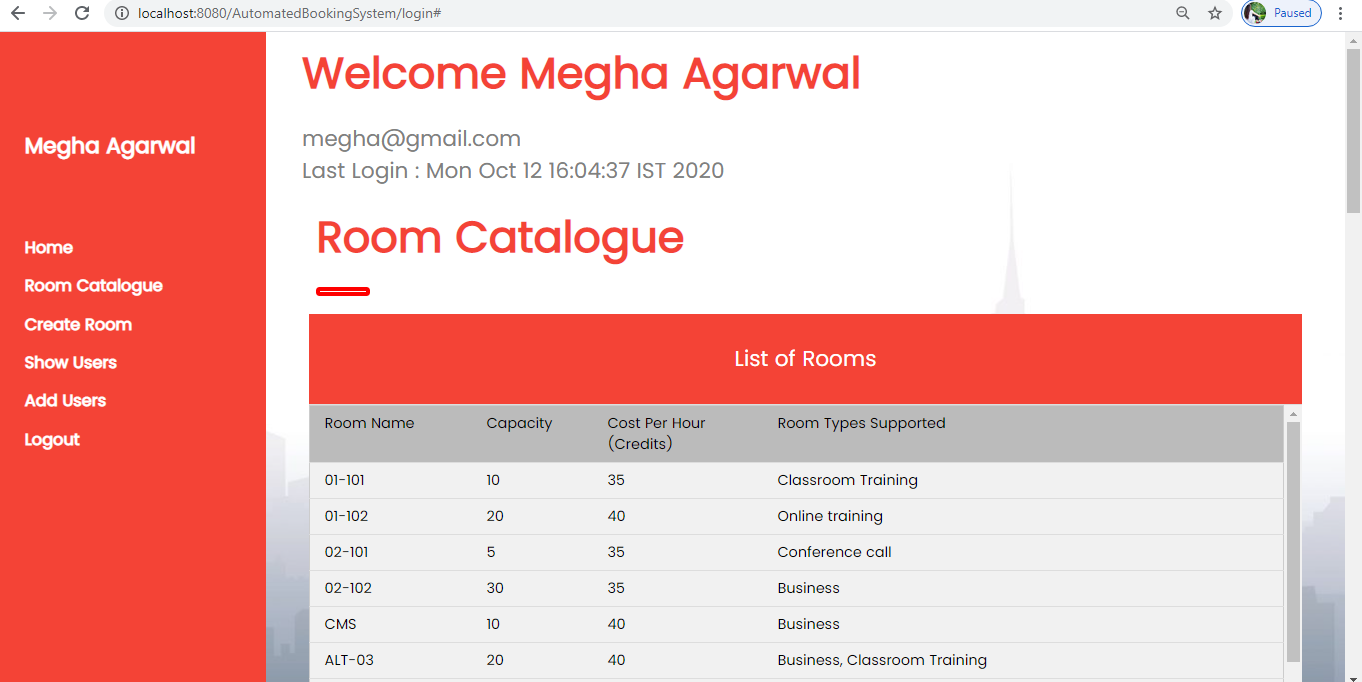 localhost:8080/AutomatedBookingSystem/login#
Paused
Megha Agarwal
Home
Room Catalogue
Create Room
Show Users
Add Users
Logout
Welcome Megha Agarwal
megha@gmail.com
Last Login : Mon Oct 12 16:04:37 IST 2020
Room Catalogue
List of Rooms
Room Name Capacity Cost Per Hour (Credits) Room Types Supported
01-101 10 35 Classroom Training
01-102 20 40 Online training
02-101 5 35 Conference call
02-102 30 35 Business
CMS 10 40 Business
ALT-03 20 40 Business, Classroom Training